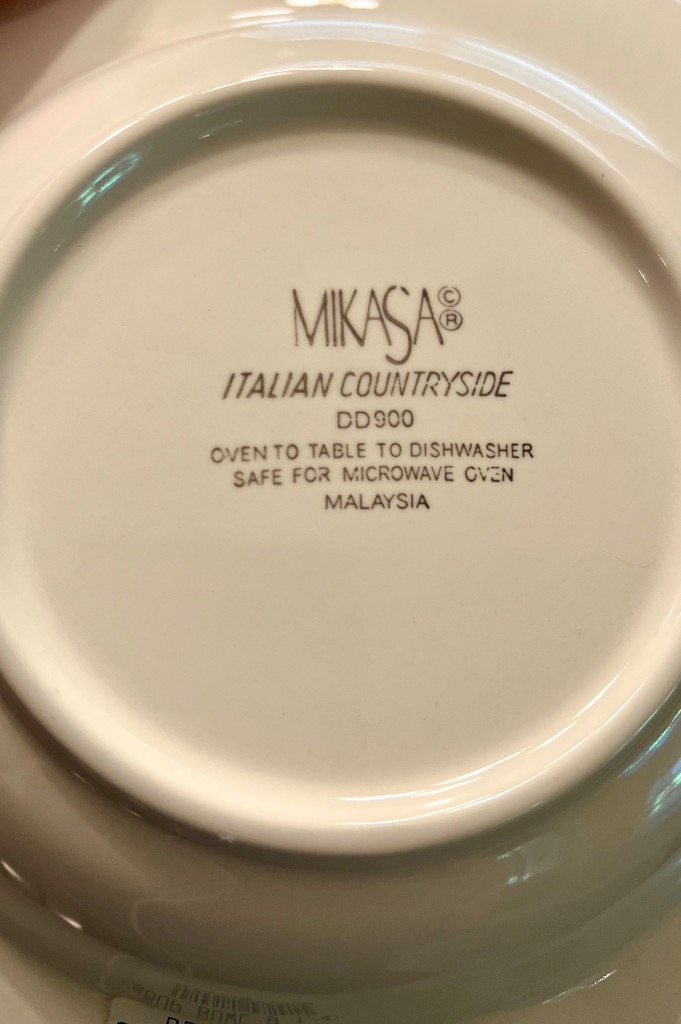 MIKASA©®
ITALIAN COUNTRYSIDE
DD900
OVEN TO TABLE TO DISHWASHER
SAFE FOR MICROWAVE OVEN
MALAYSIA